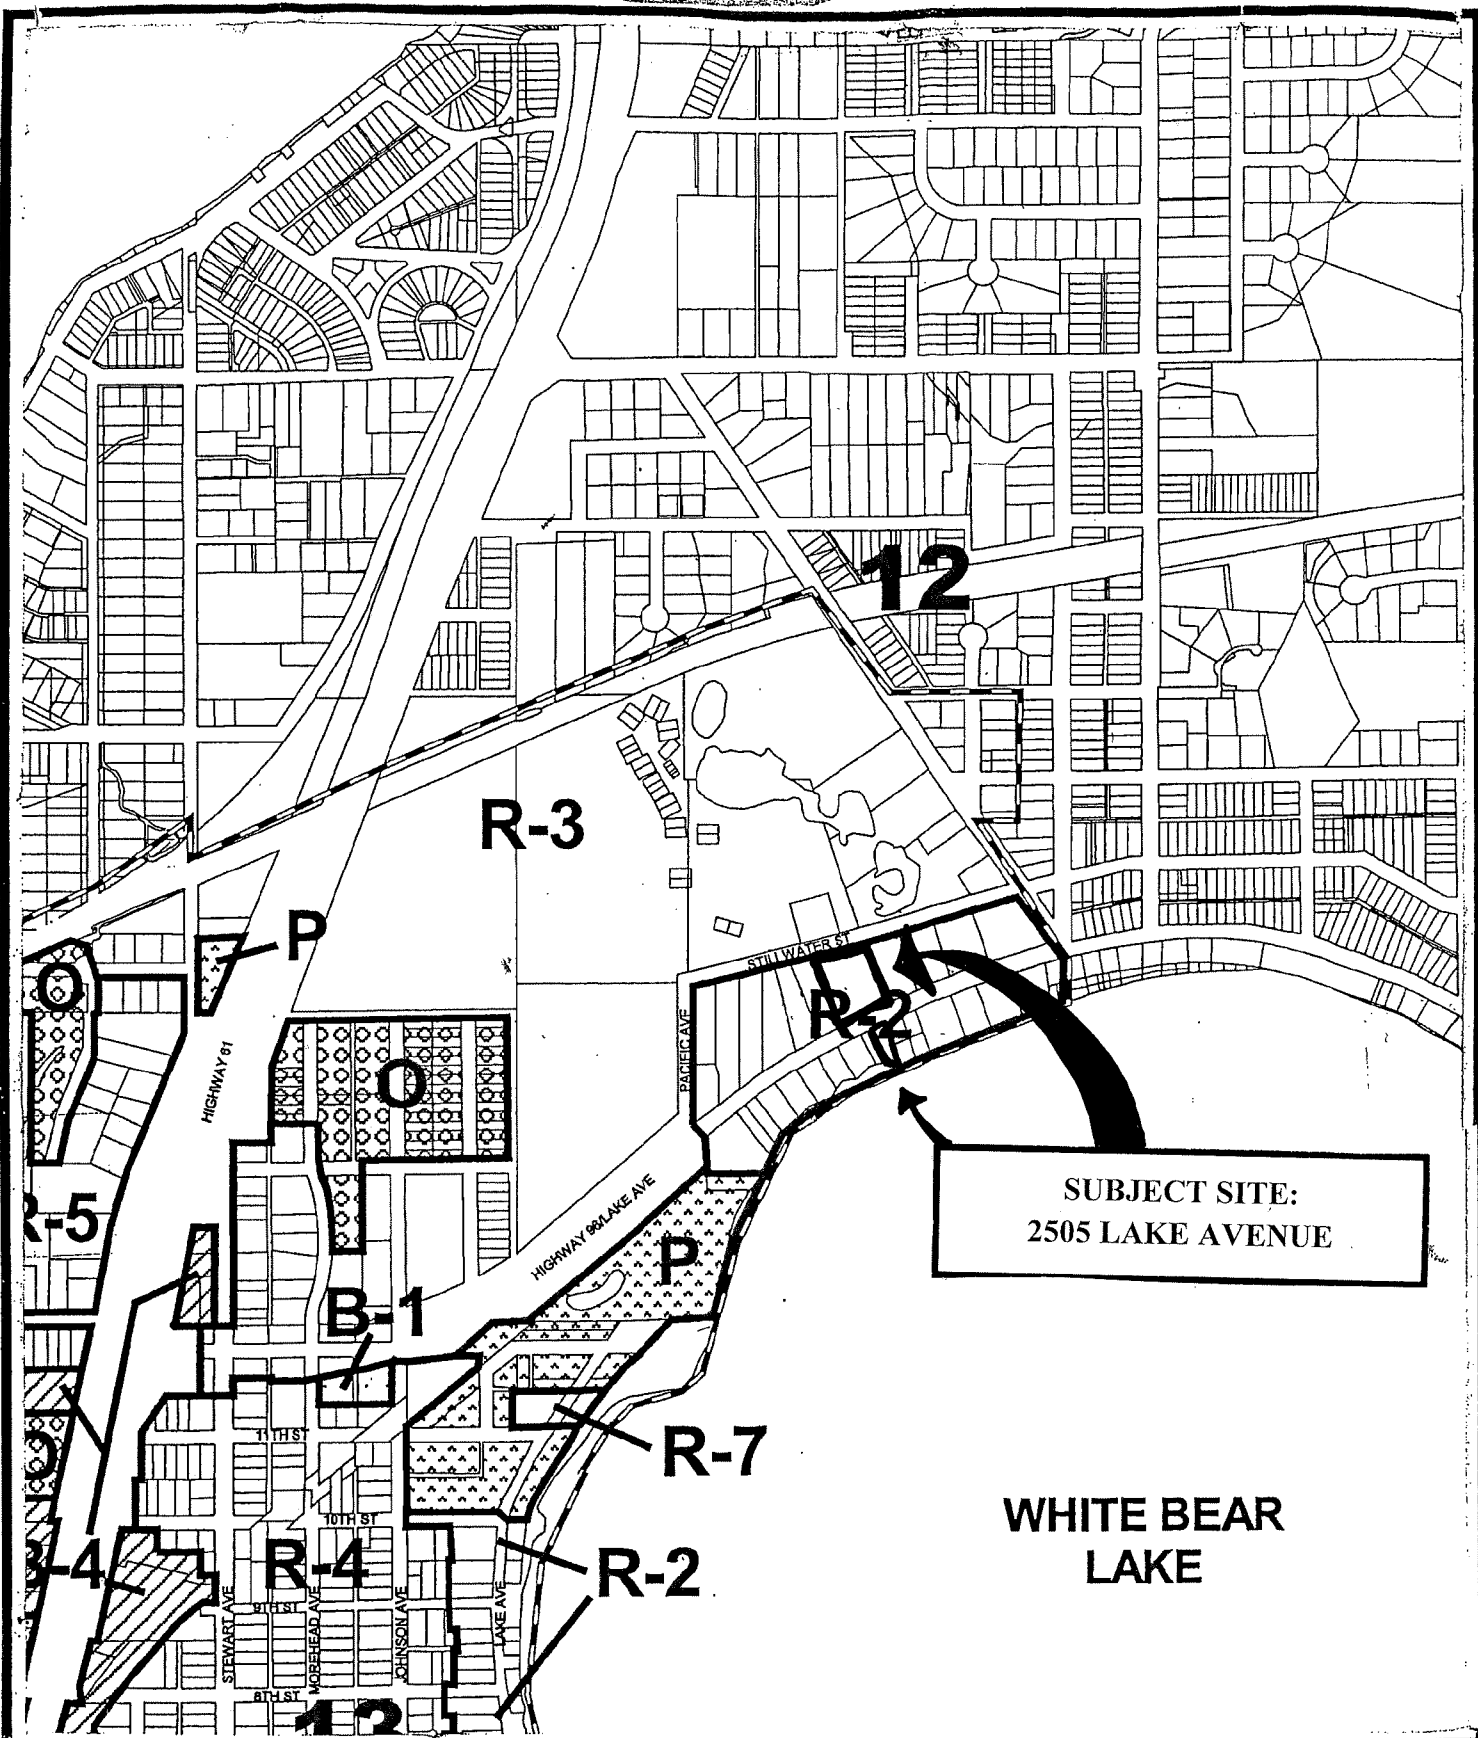 12
R-3
P
O
STILLWATER ST
R-2
PACIFIC AVE
HIGHWAY 61
O
SUBJECT SITE:
2505 LAKE AVENUE
R-5
HIGHWAY 96/LAKE AVE
P
B-1
11TH ST
R-7
10TH ST
WHITE BEAR
LAKE
B-4
R-4
R-2
STEWART AVE
9TH ST
MOREHEAD AVE
JOHNSON AVE
LAKE AVE
8TH ST
13